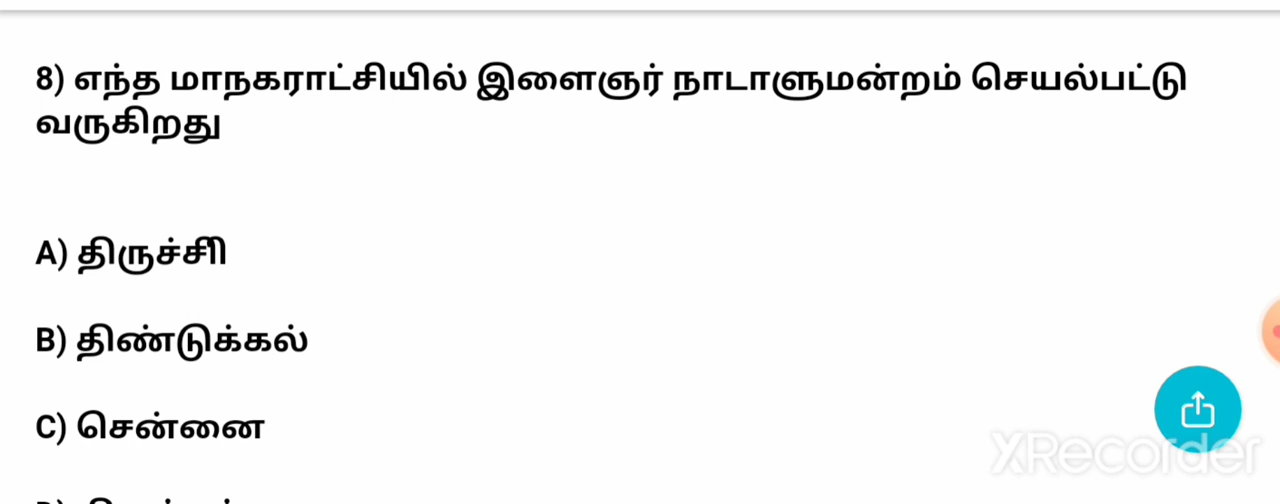 8) எந்த மாநகராட்சியில் இளைஞர் நாடாளுமன்றம் செயல்பட்டு
வருகிறது
A) திருச்சி
B) திண்டுக்கல்
C) சென்னை
XRecorder